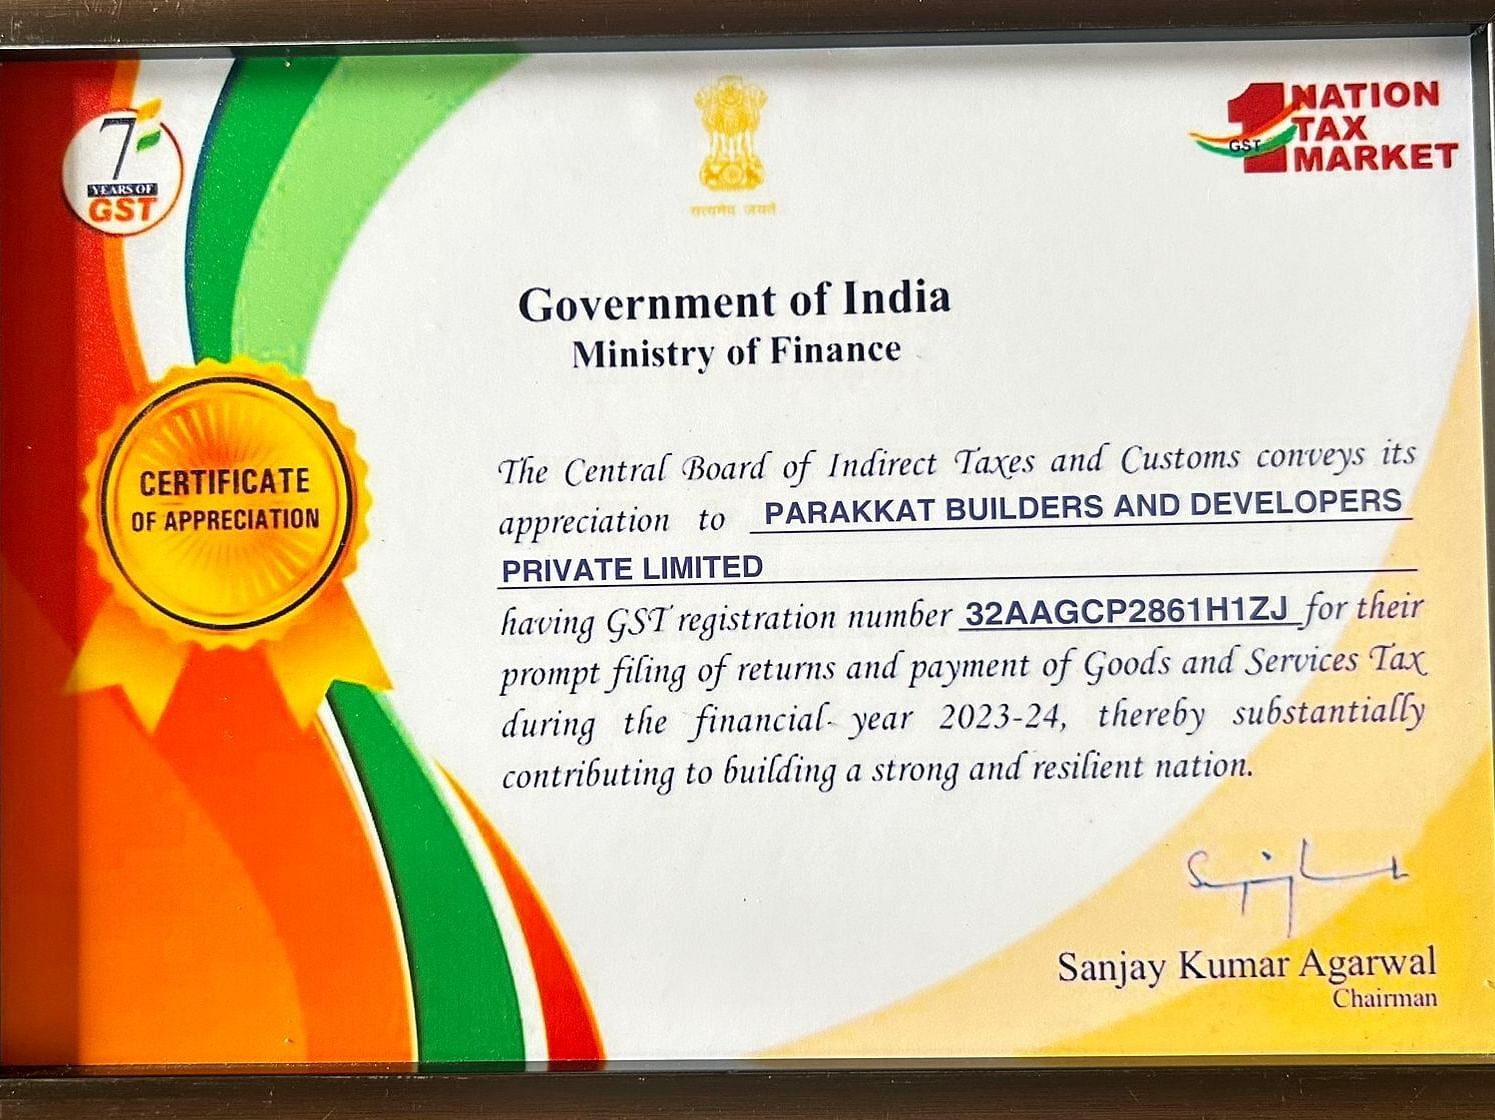 7
YEARS OF
GST
सत्यमेव जयते
1 NATION
TAX
MARKET
GST
Government of India
Ministry of Finance
CERTIFICATE
OF APPRECIATION
The Central Board of Indirect Taxes and Customs conveys its
appreciation to PARAKKAT BUILDERS AND DEVELOPERS
PRIVATE LIMITED
having GST registration number 32AAGCP2861H1ZJ for their
prompt filing of returns and payment of Goods and Services Tax
during the financial year 2023-24, thereby substantially
contributing to building a strong and resilient nation.
Sanjay Kumar Agarwal
Chairman